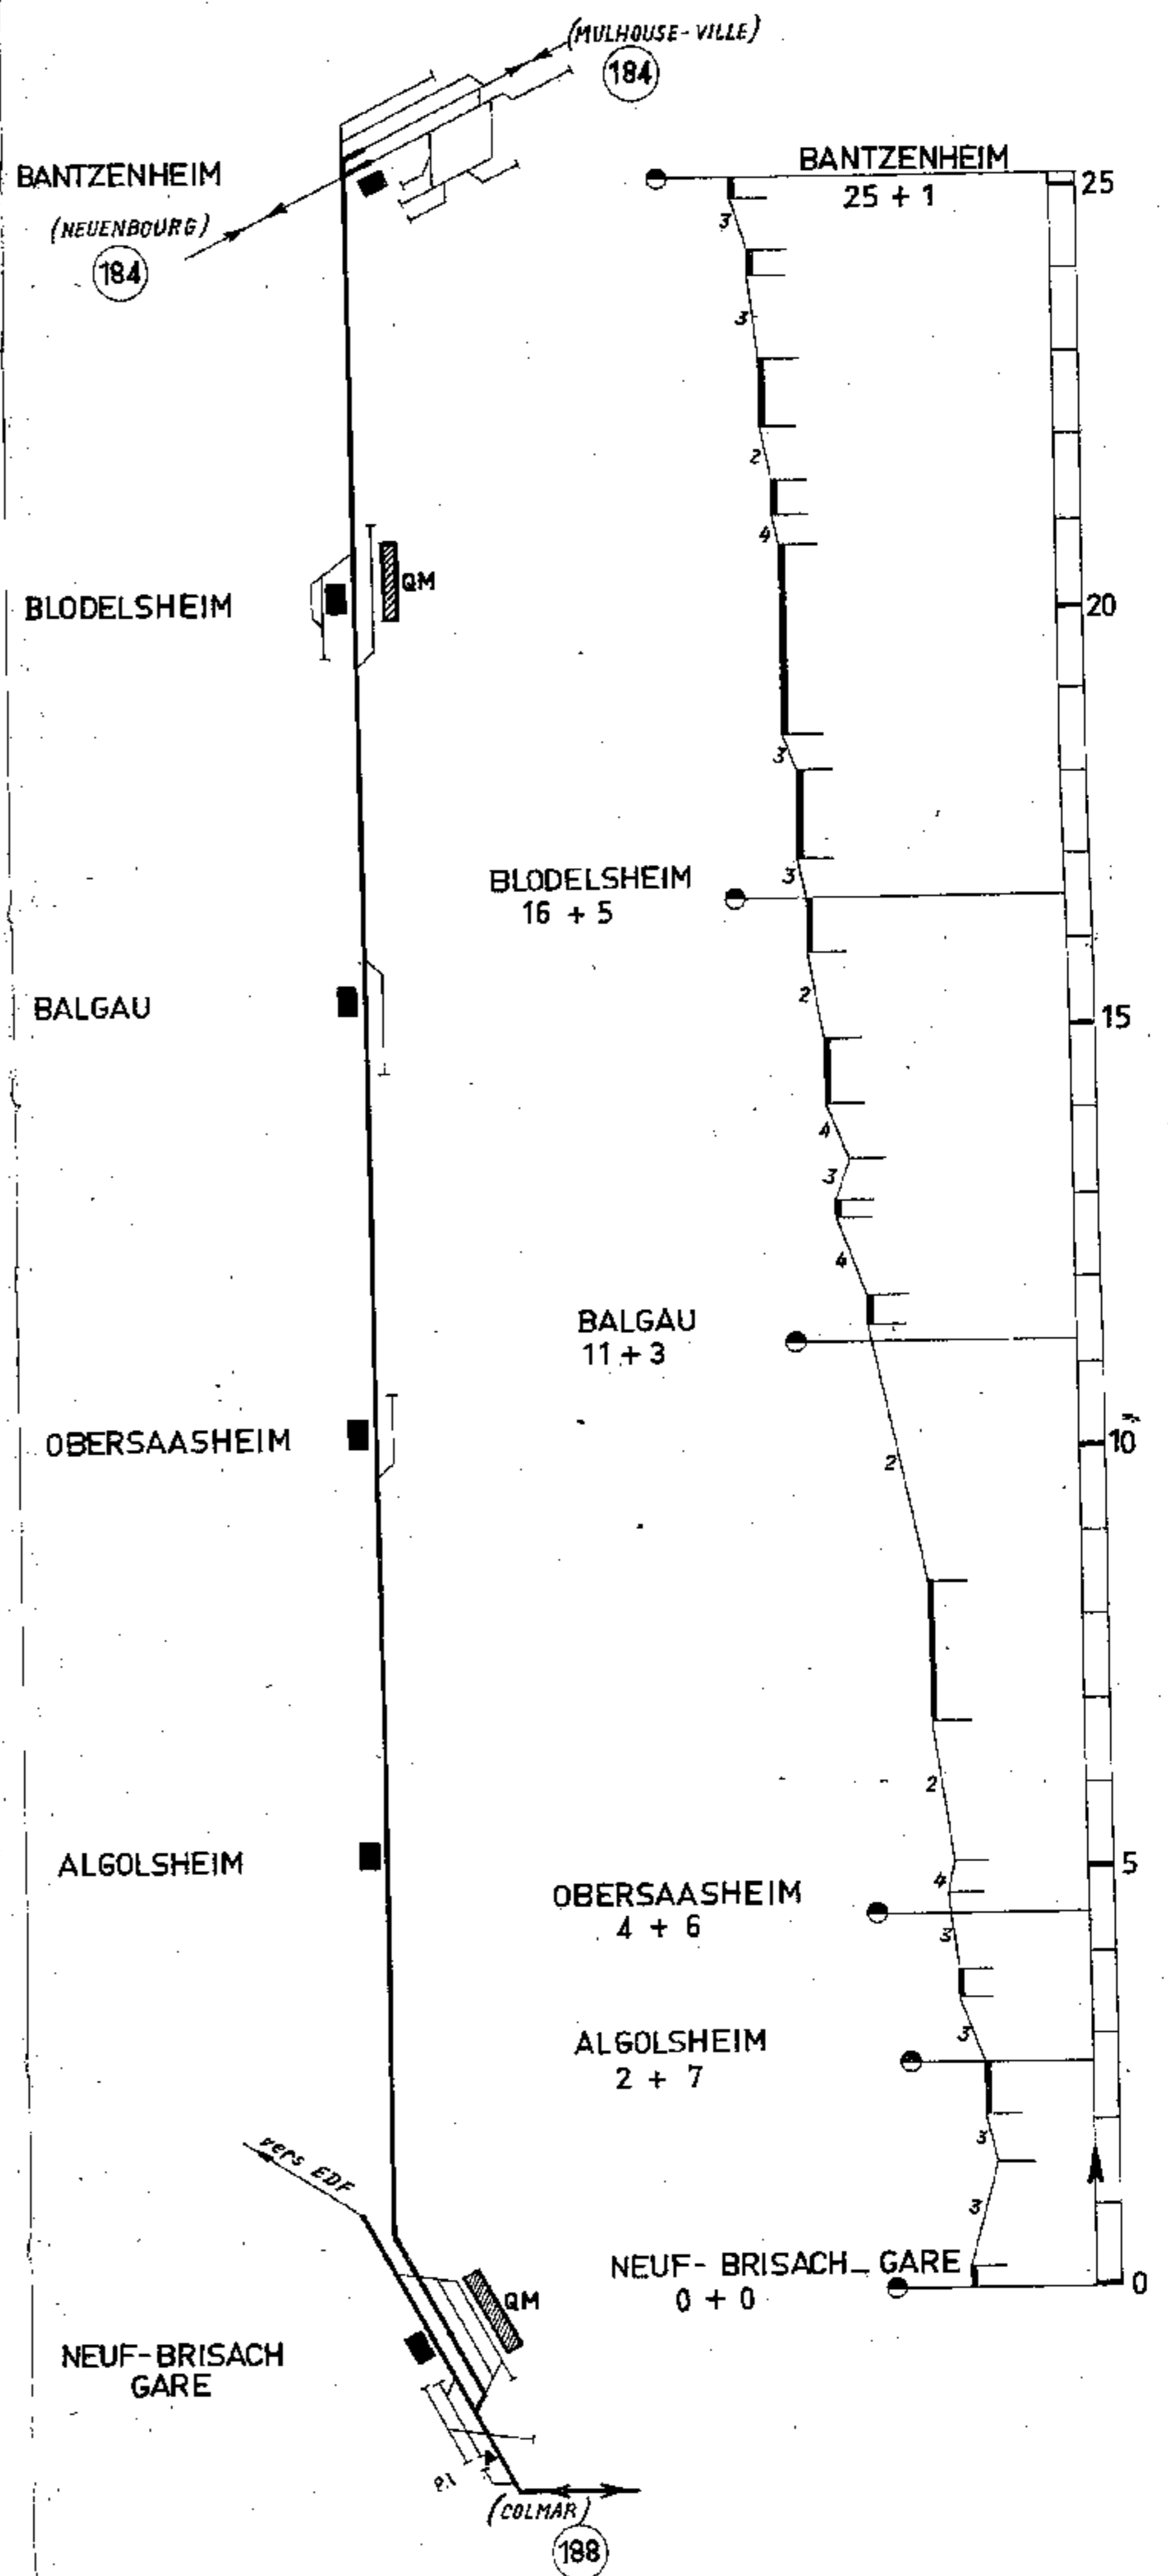 (MULHOUSE-VILLE)
184
BANTZENHEIM
(NEUENBOURG)
184
BANTZENHEIM
25 + 1
25
3
3
2
4
QM
BLODELSHEIM
20
3
3
BLODELSHEIM
16 + 5
2
BALGAU
15
4
3
4
BALGAU
11 + 3
OBERSAASHEIM
10
2
2
ALGOLSHEIM
5
4
OBERSAASHEIM
4 + 6
3
3
ALGOLSHEIM
2 + 7
3
vers EDF
3
NEUF-BRISACH_GARE
0 + 0
0
QM
NEUF-BRISACH
GARE
(COLMAR)
188